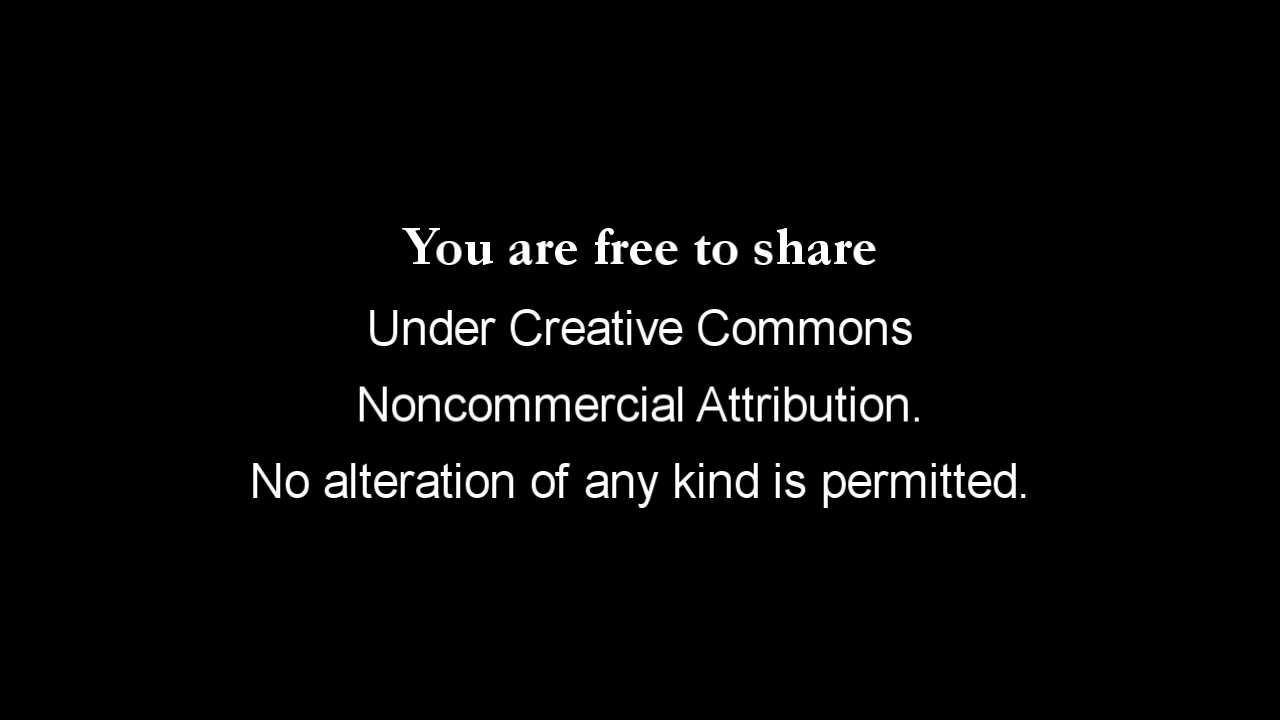 You are free to share
Under Creative Commons
Noncommercial Attribution.
No alteration of any kind is permitted.